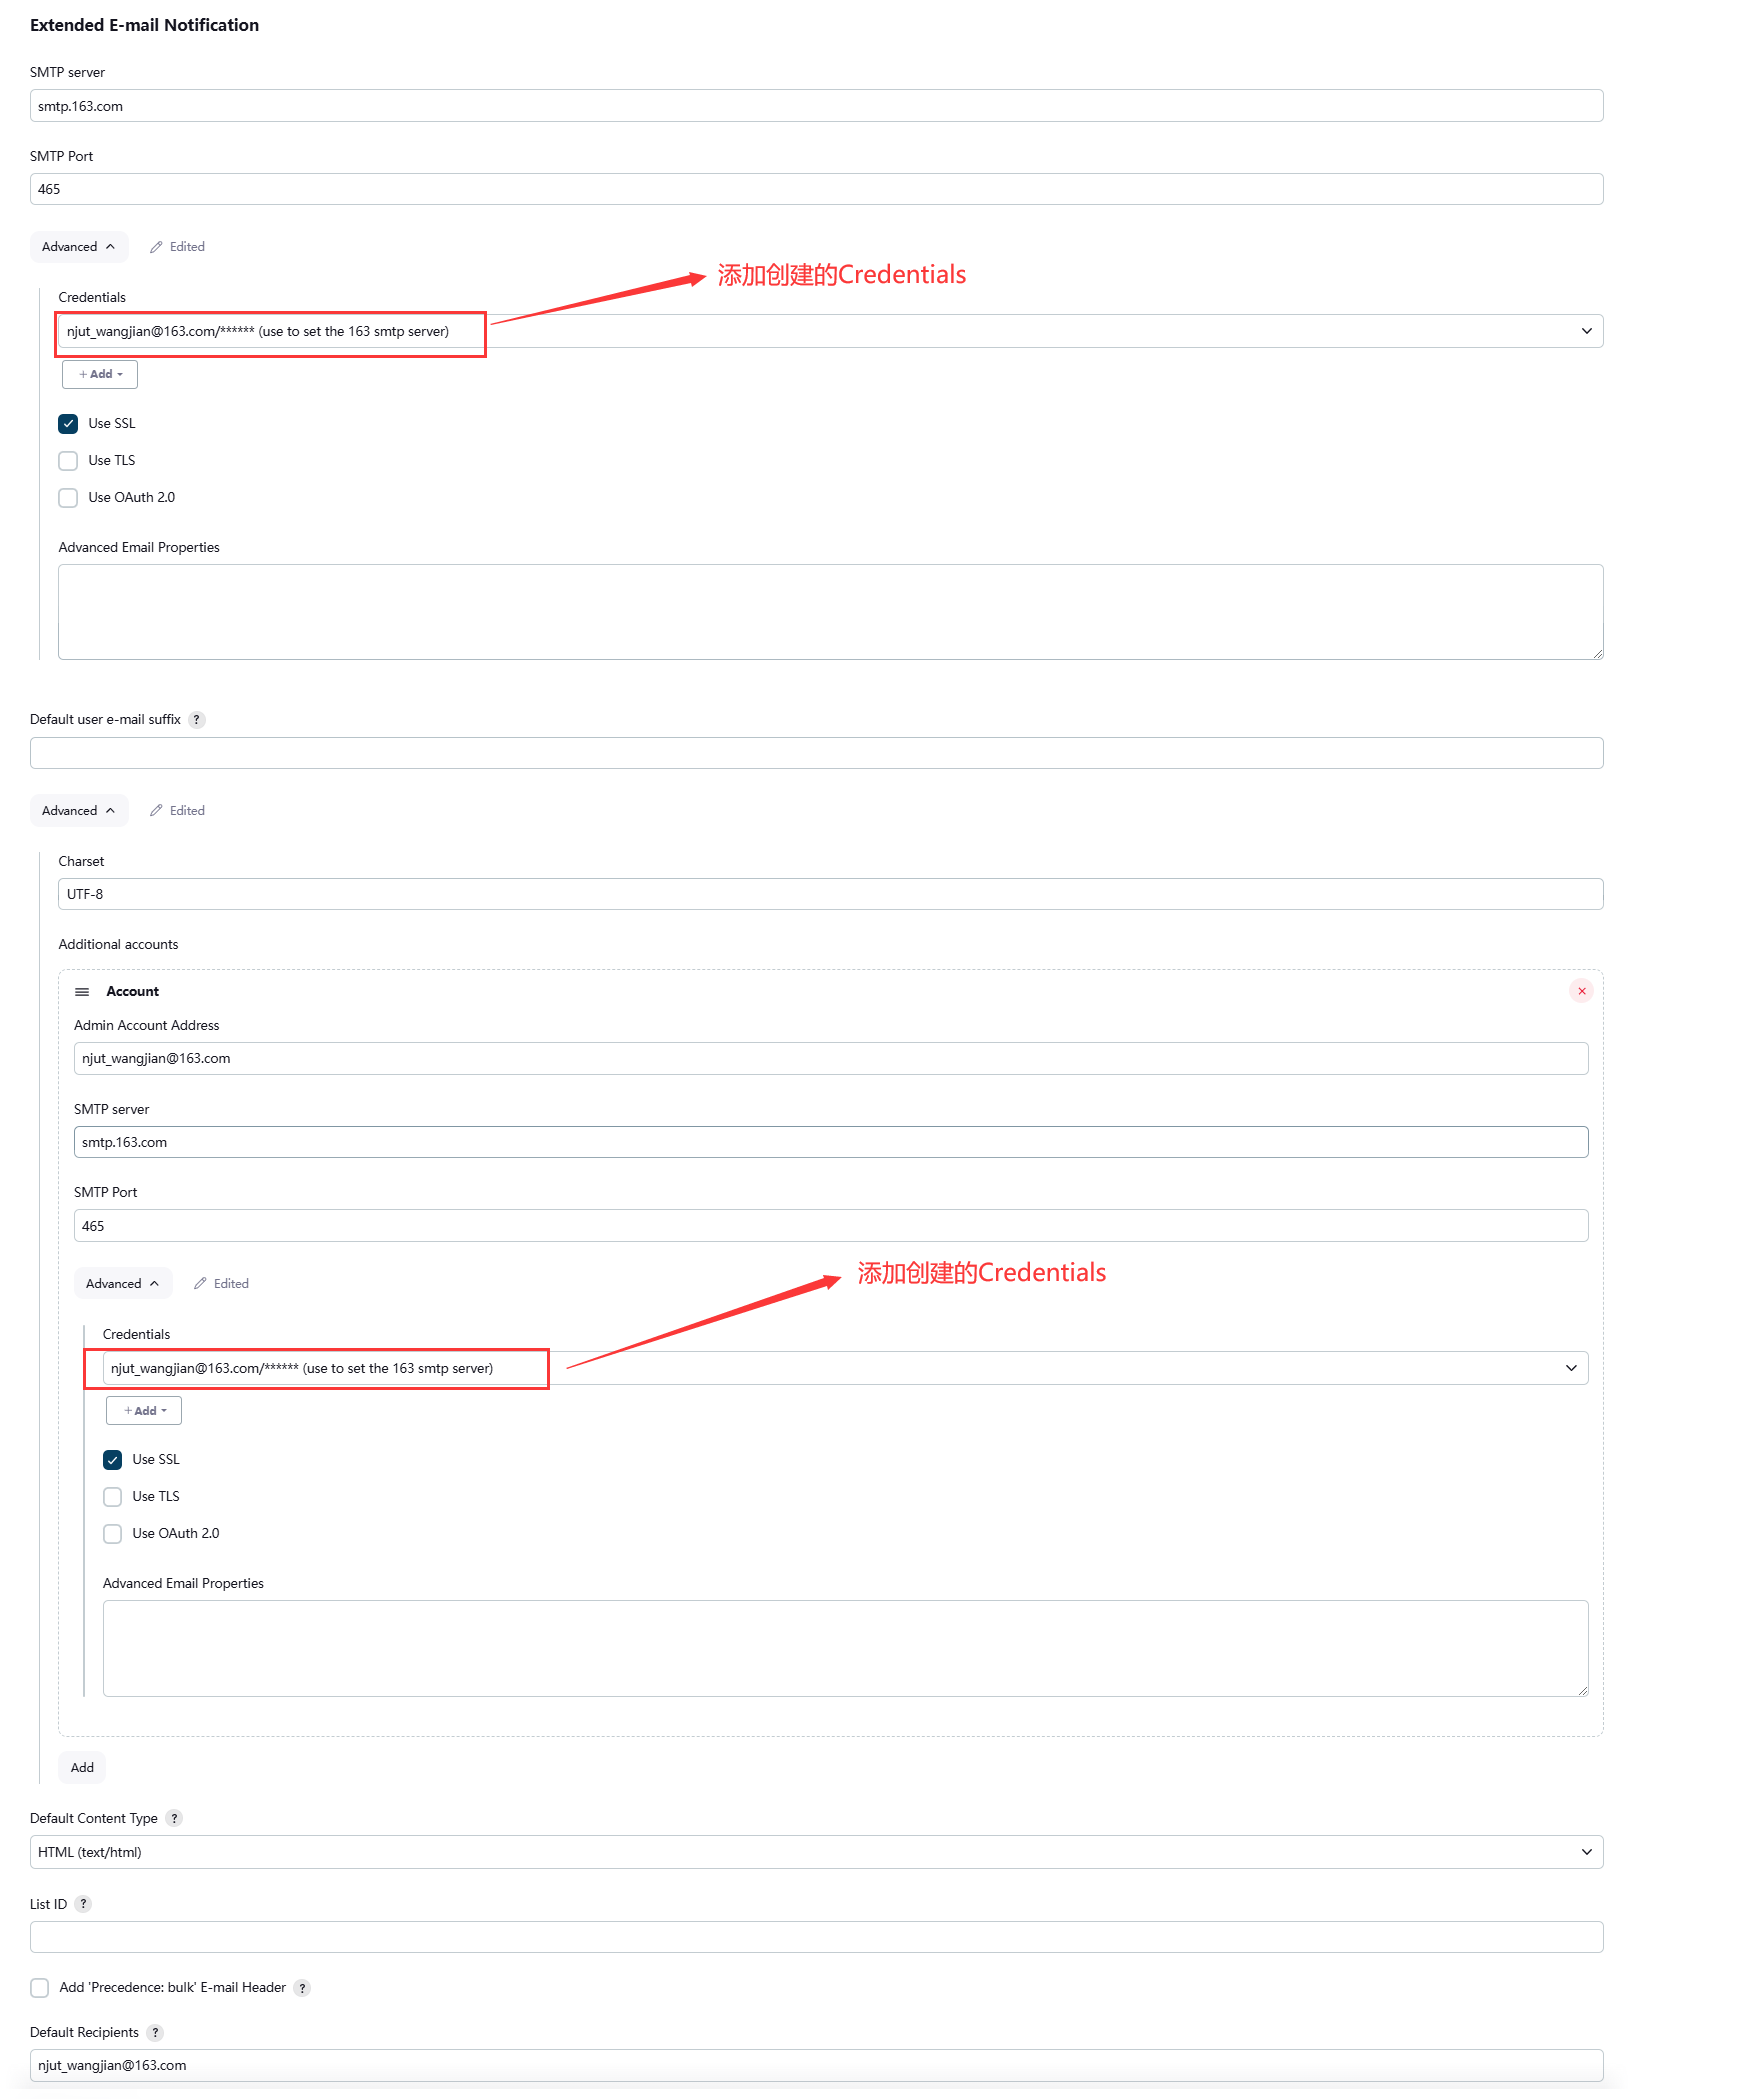 Extended E-mail Notification
SMTP server
smtp.163.com
SMTP Port
465
Advanced
Edited
添加创建的Credentials
Credentials
njut_wangjian@163.com/****** (use to set the 163 smtp server)
+ Add
Use SSL
Use TLS
Use OAuth 2.0
Advanced Email Properties
Default user e-mail suffix ?
Advanced
Edited
Charset
UTF-8
Additional accounts
Account
Admin Account Address
njut_wangjian@163.com
SMTP server
smtp.163.com
SMTP Port
465
添加创建的Credentials
Advanced
Edited
Credentials
njut_wangjian@163.com/****** (use to set the 163 smtp server)
+ Add
Use SSL
Use TLS
Use OAuth 2.0
Advanced Email Properties
Add
Default Content Type ?
HTML (text/html)
List ID ?
Add 'Precedence: bulk' E-mail Header ?
Default Recipients ?
njut_wangjian@163.com